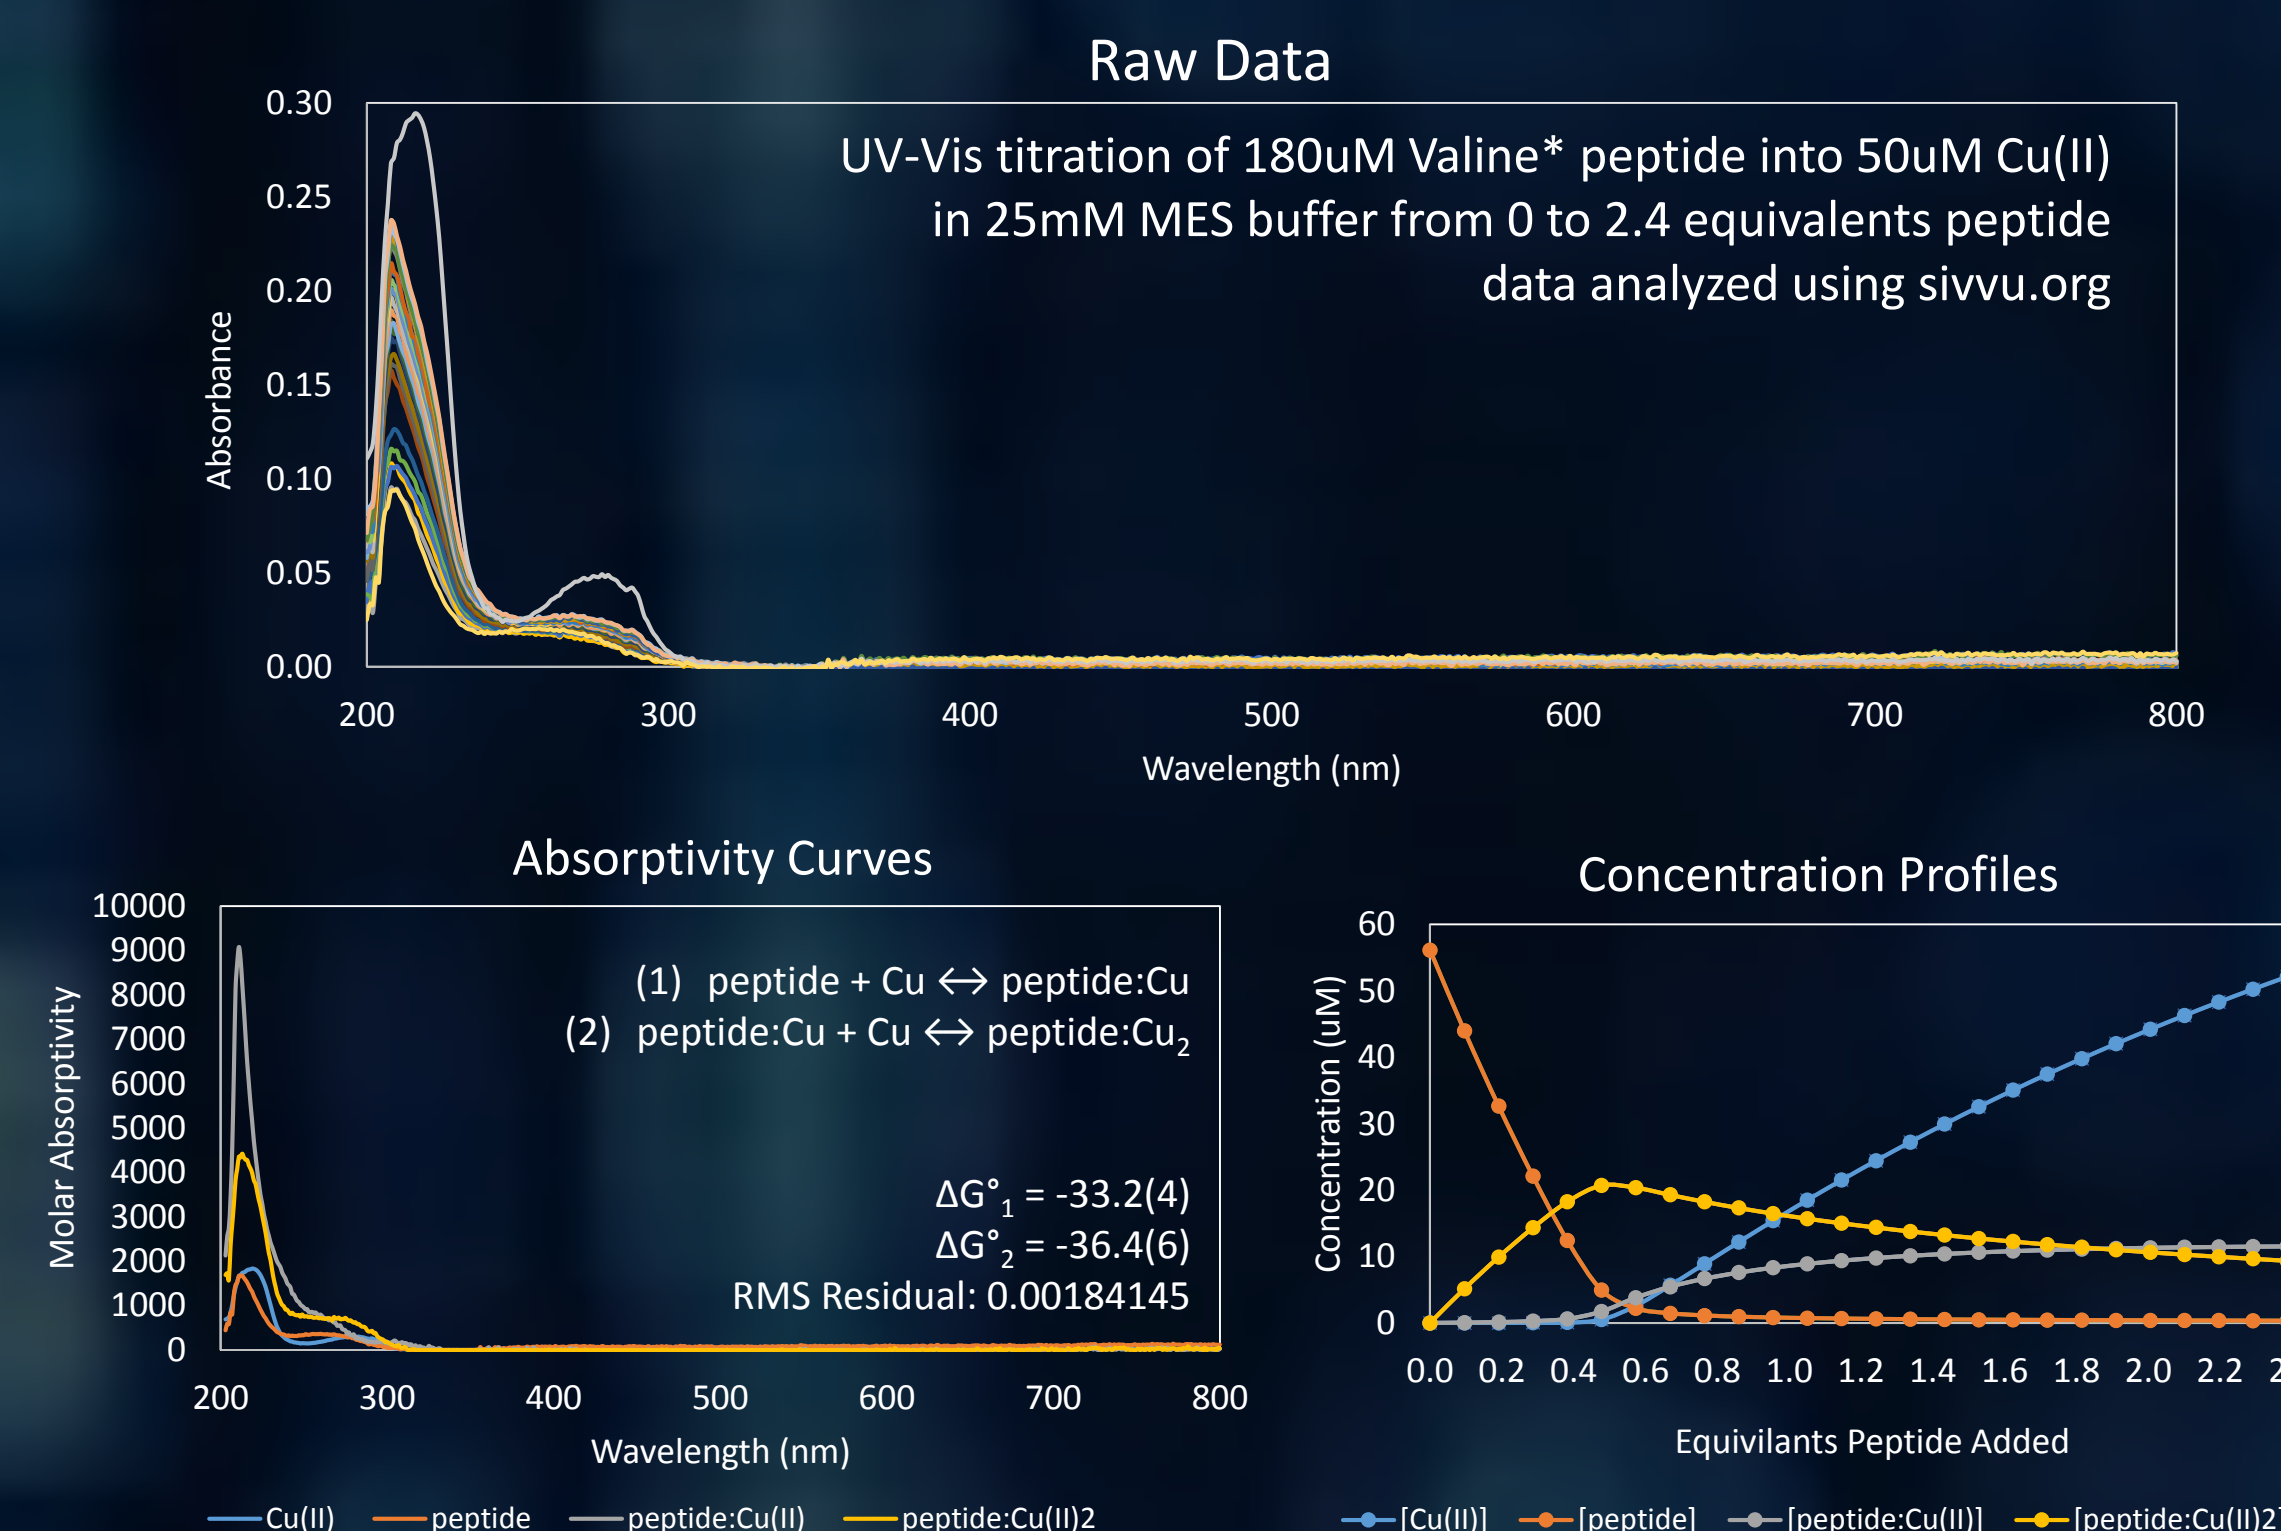 Raw Data
0.30
0.25
0.20
0.15
0.10
0.05
0.00
Absorbance
UV-Vis titration of 180uM Valine* peptide into 50uM Cu(II)
in 25mM MES buffer from 0 to 2.4 equivalents peptide
data analyzed using sivvu.org
200 300 400 500 600 700 800
Wavelength (nm)
Absorptivity Curves
10000
9000
8000
7000
6000
5000
4000
3000
2000
1000
0
Molar Absorptivity
(1) peptide + Cu ↔ peptide:Cu
(2) peptide:Cu + Cu ↔ peptide:Cu₂
ΔG°₁ = -33.2(4)
ΔG°₂ = -36.4(6)
RMS Residual: 0.00184145
200 300 400 500 600 700 800
Wavelength (nm)
Cu(II) peptide peptide:Cu(II) peptide:Cu(II)2
Concentration Profiles
60
50
40
30
20
10
0
Concentration (uM)
0.0 0.2 0.4 0.6 0.8 1.0 1.2 1.4 1.6 1.8 2.0 2.2
Equivilants Peptide Added
[Cu(II)] [peptide] [peptide:Cu(II)] [peptide:Cu(II)2]